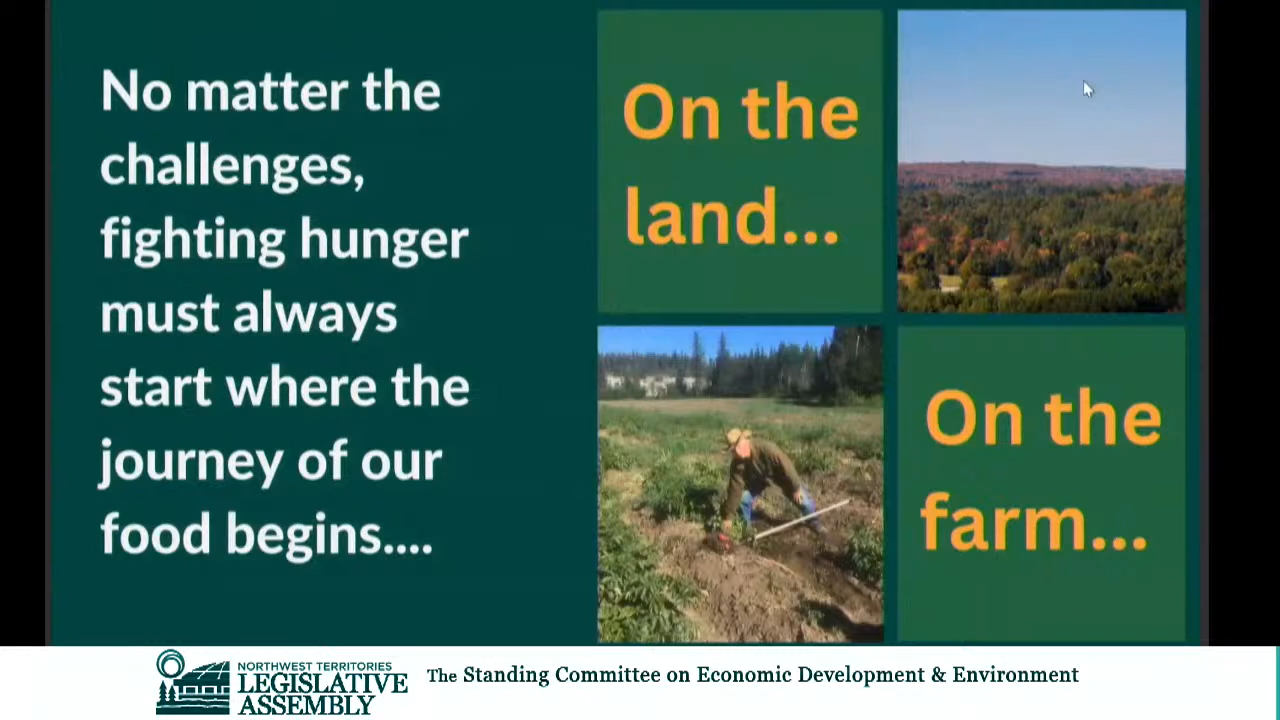 No matter the
challenges,
fighting hunger
must always
start where the
journey of our
food begins....
On the
land...
On the
farm...
NORTHWEST TERRITORIES
LEGISLATIVE
ASSEMBLY
The Standing Committee on Economic Development & Environment